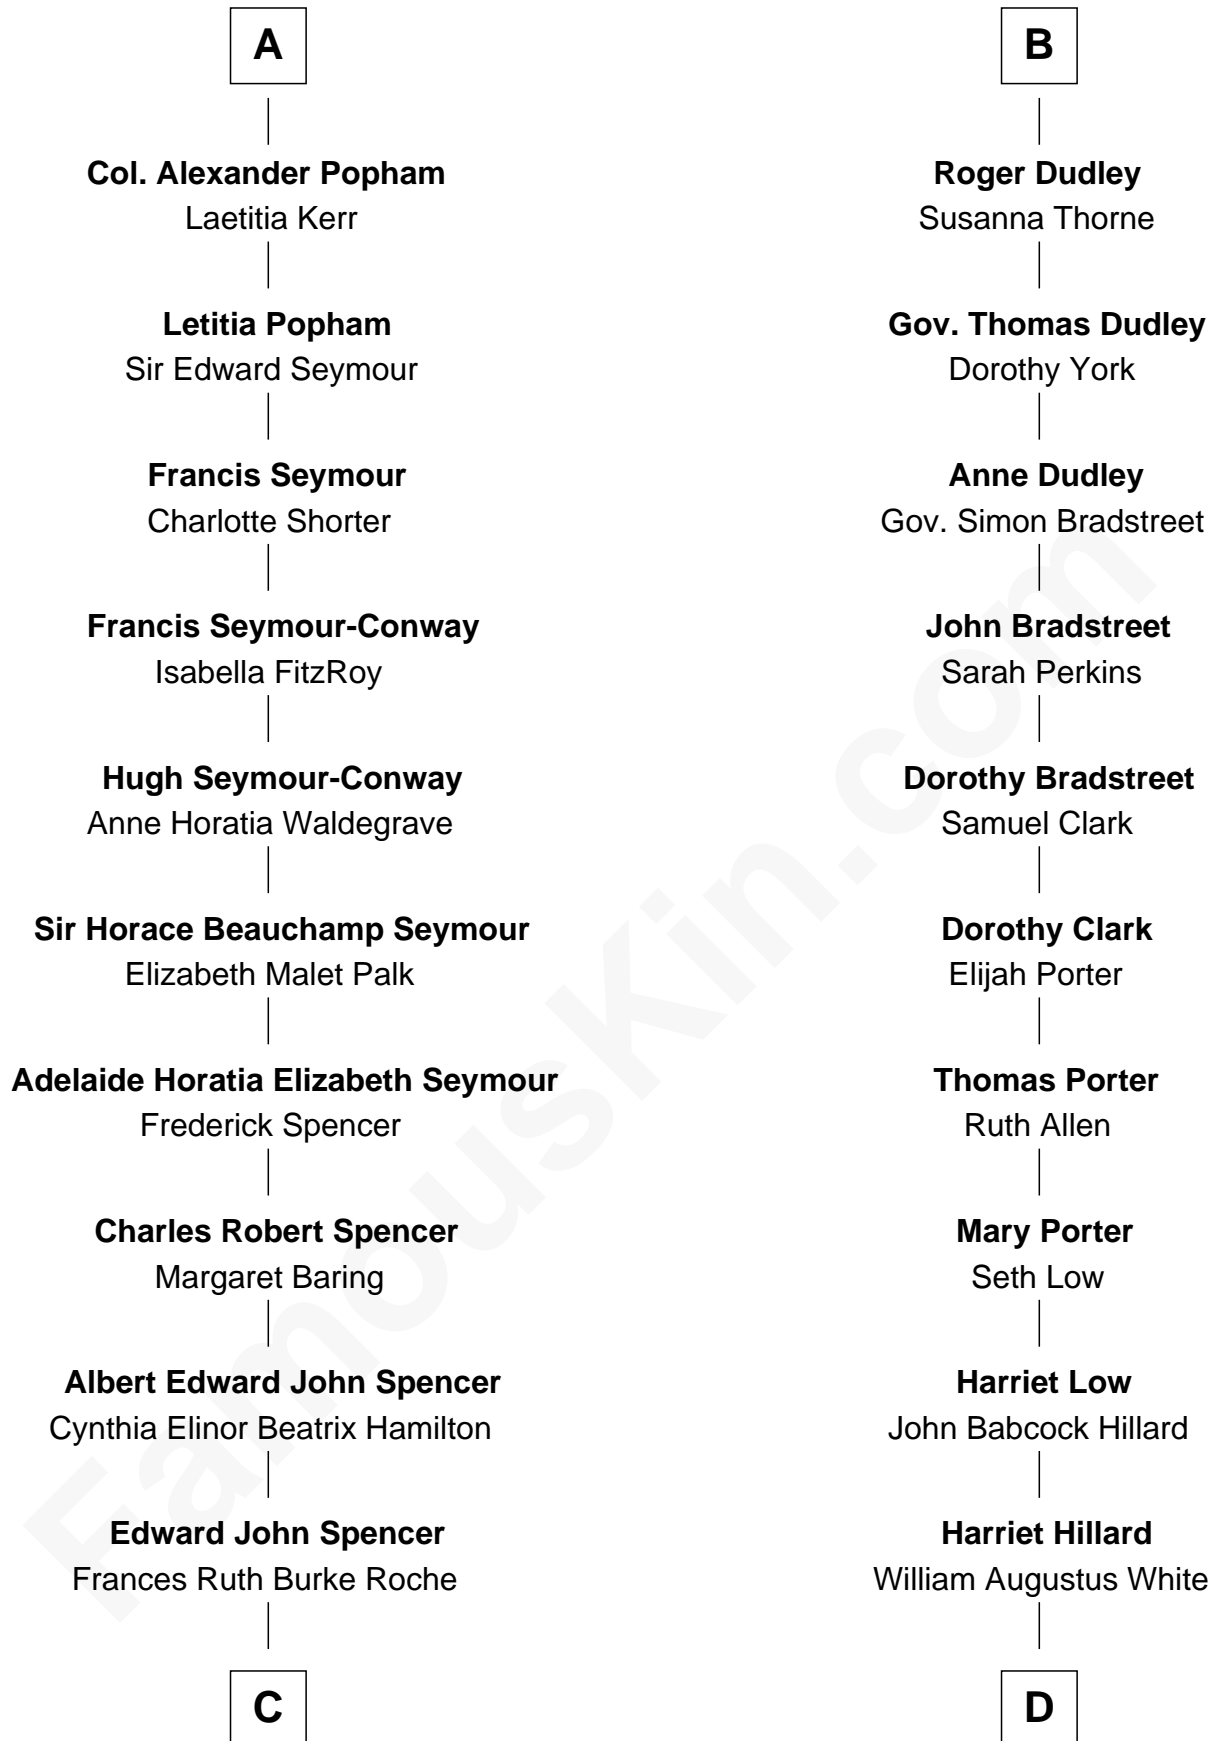 A
Col. Alexander Popham
Laetitia Kerr
Letitia Popham
Sir Edward Seymour
Francis Seymour
Charlotte Shorter
Francis Seymour-Conway
Isabella FitzRoy
Hugh Seymour-Conway
Anne Horatia Waldegrave
Sir Horace Beauchamp Seymour
Elizabeth Malet Palk
Adelaide Horatia Elizabeth Seymour
Frederick Spencer
Charles Robert Spencer
Margaret Baring
Albert Edward John Spencer
Cynthia Elinor Beatrix Hamilton
Edward John Spencer
Frances Ruth Burke Roche
C
B
Roger Dudley
Susanna Thorne
Gov. Thomas Dudley
Dorothy York
Anne Dudley
Gov. Simon Bradstreet
John Bradstreet
Sarah Perkins
Dorothy Bradstreet
Samuel Clark
Dorothy Clark
Elijah Porter
Thomas Porter
Ruth Allen
Mary Porter
Seth Low
Harriet Low
John Babcock Hillard
Harriet Hillard
William Augustus White
D
FamousKin.com